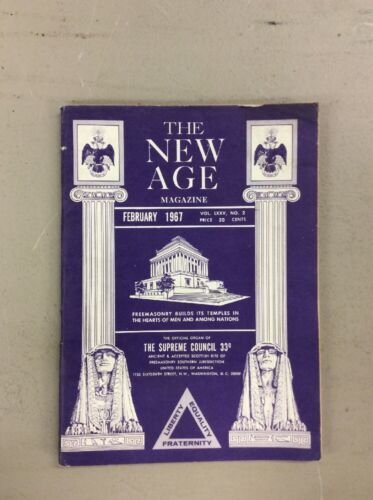 THE
NEW
AGE
MAGAZINE
FEBRUARY 1967
VOL. LXXV, NO. 2
PRICE 20 CENTS
FREEMASONRY BUILDS ITS TEMPLES IN
THE HEARTS OF MEN AND AMONG NATIONS
THE OFFICIAL ORGAN OF
THE SUPREME COUNCIL 33°
ANCIENT & ACCEPTED SCOTTISH RITE OF
FREEMASONRY SOUTHERN JURISDICTION
UNITED STATES OF AMERICA
1733 SIXTEENTH STREET, N.W., WASHINGTON, D.C. 20009
LIBERTY
EQUALITY
FRATERNITY